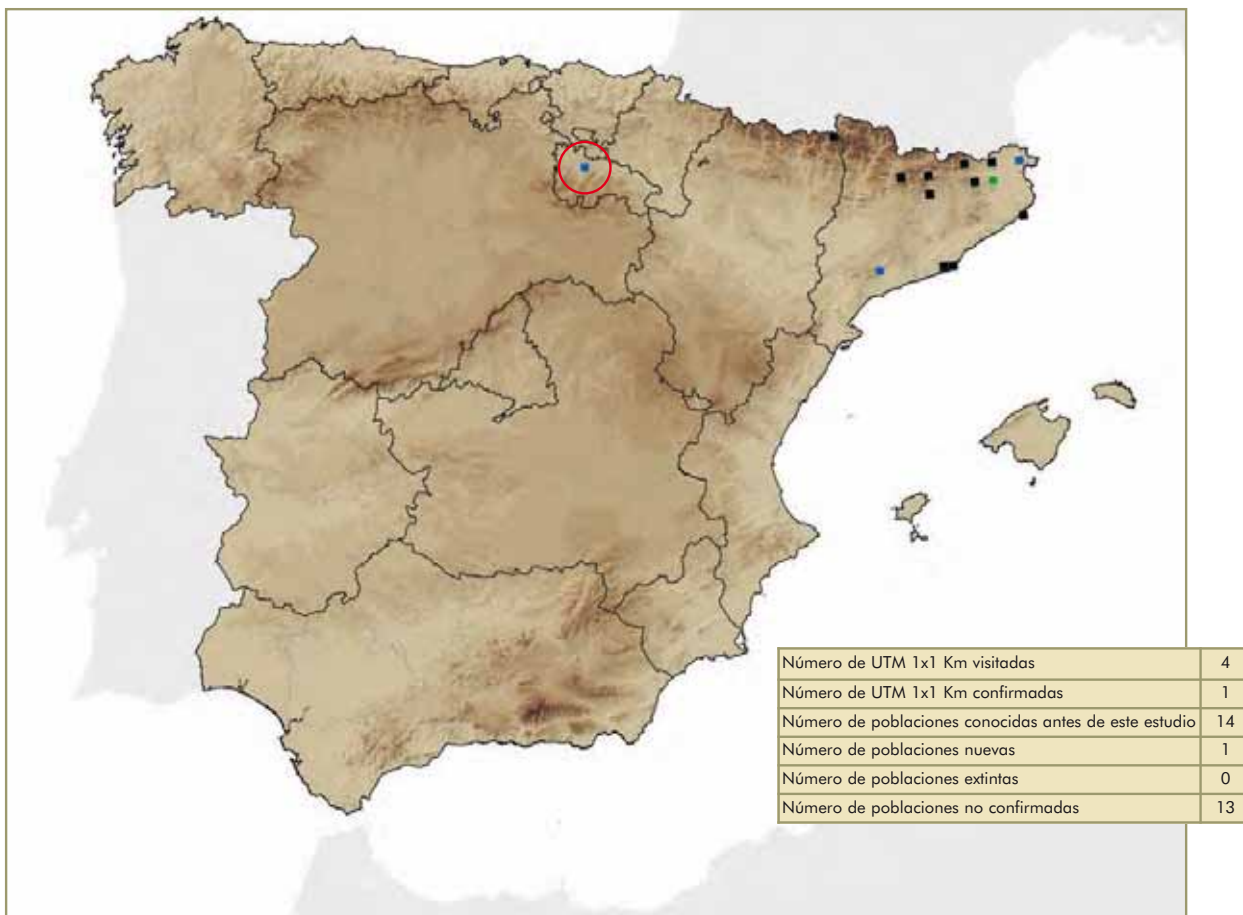 Número de UTM 1x1 Km visitadas 4
Número de UTM 1x1 Km confirmadas 1
Número de poblaciones conocidas antes de este estudio 14
Número de poblaciones nuevas 1
Número de poblaciones extintas 0
Número de poblaciones no confirmadas 13